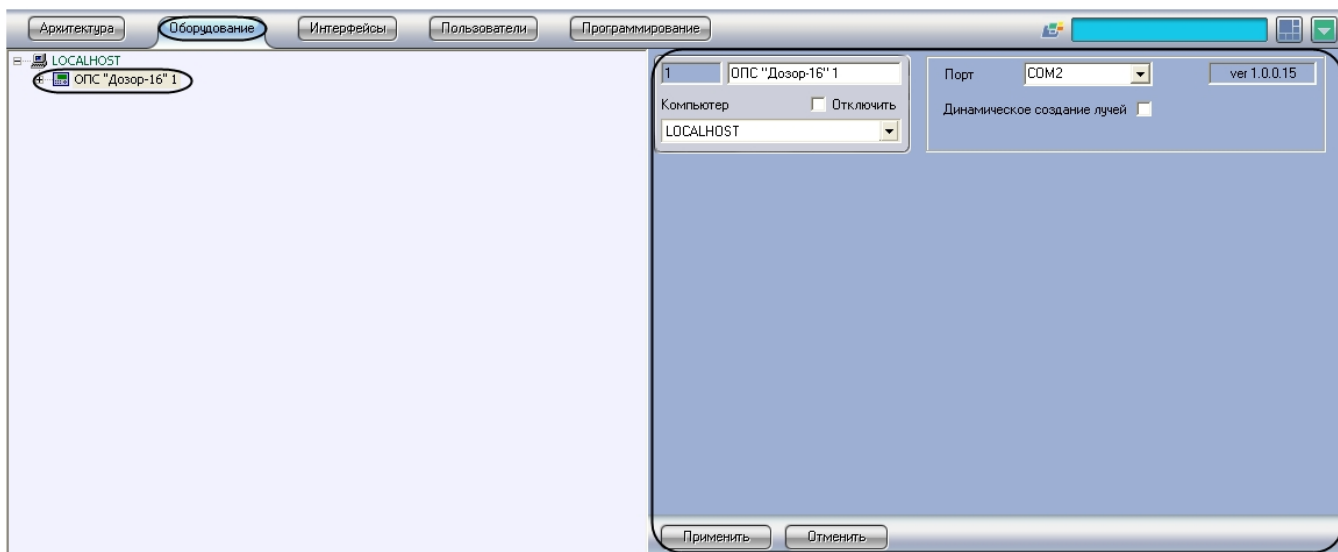 Архитектура Оборудование Интерфейсы Пользователи Программирование
LOCALHOST
ОПС "Дозор-16" 1
1 ОПС "Дозор-16" 1
Компьютер Отключить
LOCALHOST
Порт COM2 ver 1.0.0.15
Динамическое создание лучей
Применить Отменить